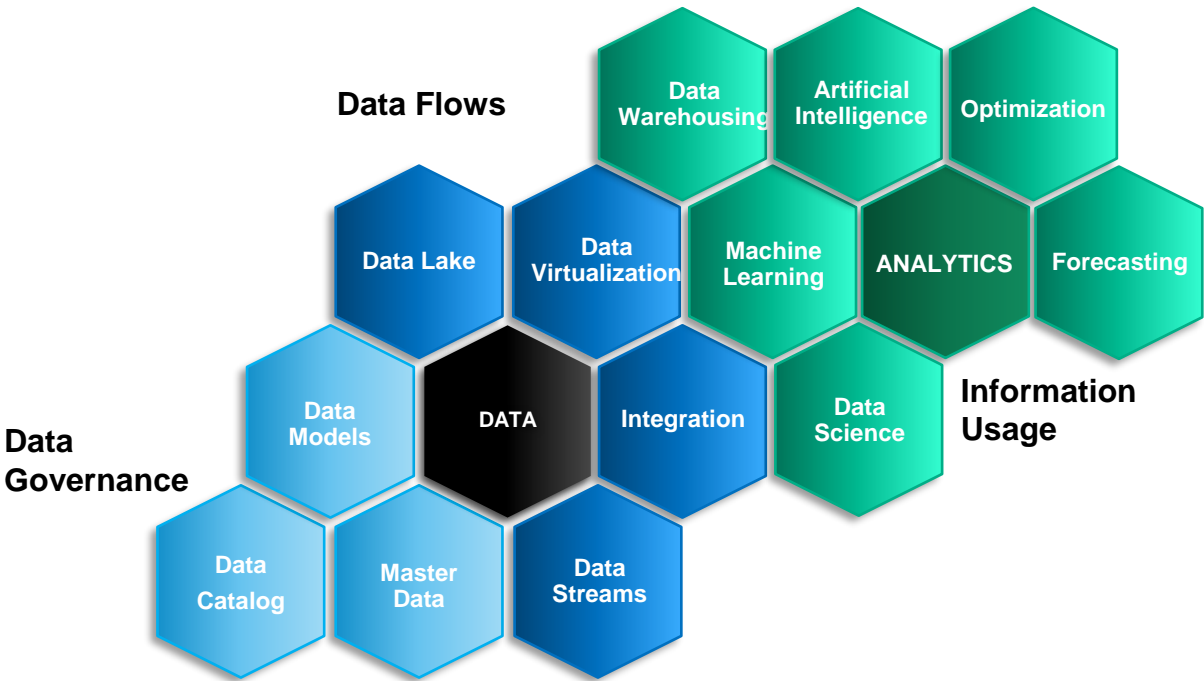 Data Flows
Data
Warehousing
Artificial
Intelligence
Optimization
Data Lake
Data
Virtualization
Machine
Learning
ANALYTICS
Forecasting
Data
Governance
Data
Models
DATA
Integration
Data
Science
Information
Usage
Data
Catalog
Master
Data
Data
Streams